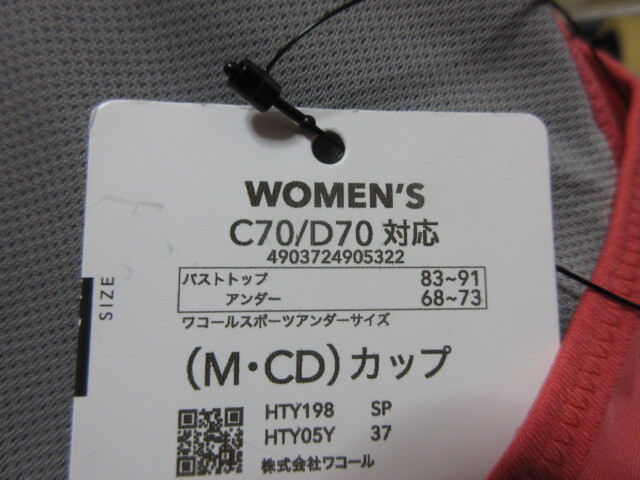 WOMEN'S
C70/D70 対応
4903724905322
バストトップ 83~91
アンダー 68~73
ワコールスポーツアンダーサイズ
(M・CD)カップ
HTY198 SP
HTY05Y 37
株式会社ワコール
SIZE